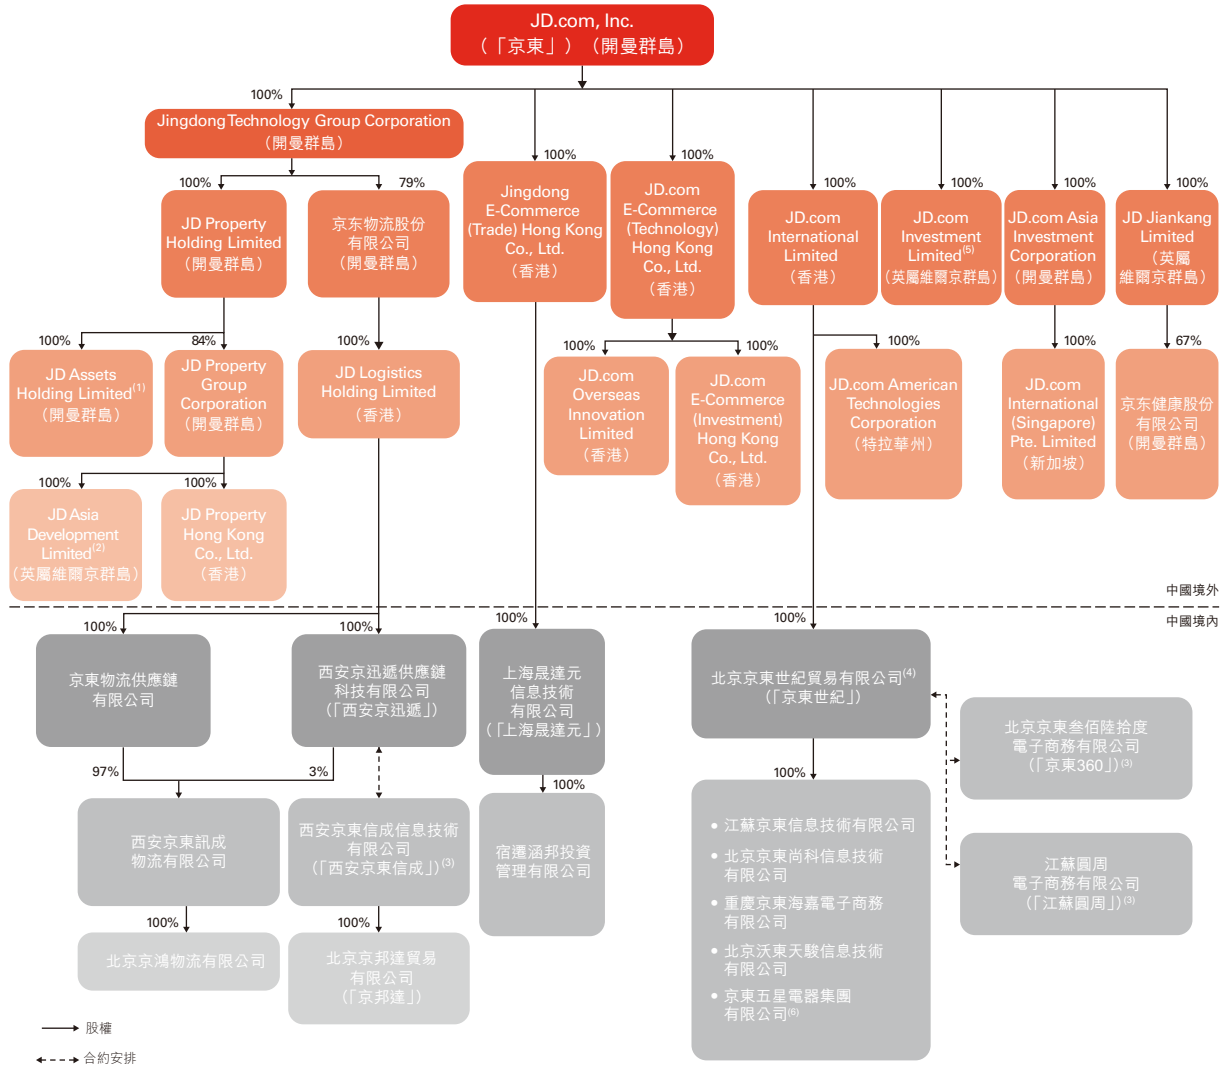 JD.com, Inc.
（「京東」）（開曼群島）
100%
Jingdong Technology Group Corporation
（開曼群島）
100%
JD Property
Holding Limited
（開曼群島）
79%
京东物流股份
有限公司
（開曼群島）
100%
Jingdong
E-Commerce
(Trade) Hong Kong
Co., Ltd.
（香港）
100%
JD.com
E-Commerce
(Technology)
Hong Kong
Co., Ltd.
（香港）
100%
JD.com
International
Limited
（香港）
100%
JD.com
Investment
Limited(5)
（英屬維爾京群島）
100%
JD.com Asia
Investment
Corporation
（開曼群島）
100%
JD Jiankang
Limited
（英屬
維爾京群島）
100%
JD Assets
Holding Limited(1)
（開曼群島）
84%
JD Property
Group
Corporation
（開曼群島）
100%
JD Logistics
Holding Limited
（香港）
100%
JD.com
Overseas
Innovation
Limited
（香港）
100%
JD.com
E-Commerce
(Investment)
Hong Kong
Co., Ltd.
（香港）
100%
JD.com American
Technologies
Corporation
（特拉華州）
100%
JD.com
International
(Singapore)
Pte. Limited
（新加坡）
67%
京东健康股份
有限公司
（開曼群島）
100%
JD Asia
Development
Limited(2)
（英屬維爾京群島）
100%
JD Property
Hong Kong
Co., Ltd.
（香港）
中國境外
中國境內
100%
京東物流供應鏈
有限公司
100%
西安京迅遞供應鏈
科技有限公司
（「西安京迅遞」）
100%
上海晟達元
信息技術
有限公司
（「上海晟達元」）
100%
北京京東世紀貿易有限公司(4)
（「京東世紀」）
北京京東叁佰陸拾度
電子商務有限公司
（「京東360」）(3)
江蘇圓周
電子商務有限公司
（「江蘇圓周」）(3)
97%
3%
西安京東訊成
物流有限公司
西安京東信成信息技術
有限公司
（「西安京東信成」）(3)
100%
宿遷涵邦投資
管理有限公司
100%
• 江蘇京東信息技術有限公司
• 北京京東尚科信息技術
有限公司
• 重慶京東海嘉電子商務
有限公司
• 北京沃東天駿信息技術
有限公司
• 京東五星電器集團
有限公司(6)
100%
北京京鴻物流有限公司
100%
北京京邦達貿易
有限公司
（「京邦達」）
股權
合約安排